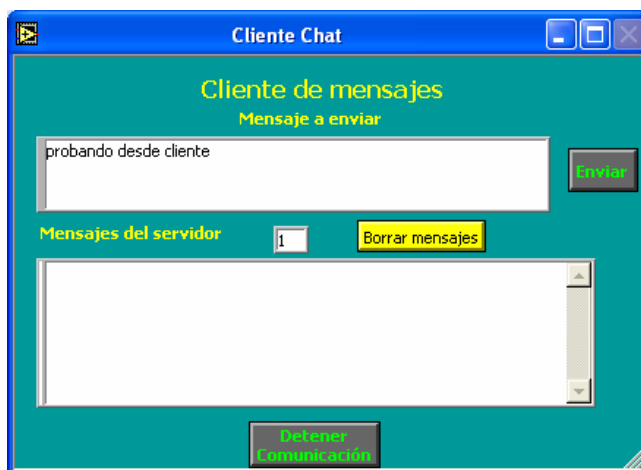 Cliente Chat
Cliente de mensajes
Mensaje a enviar
probando desde cliente
Enviar
Mensajes del servidor 1 Borrar mensajes
Detener
Comunicación